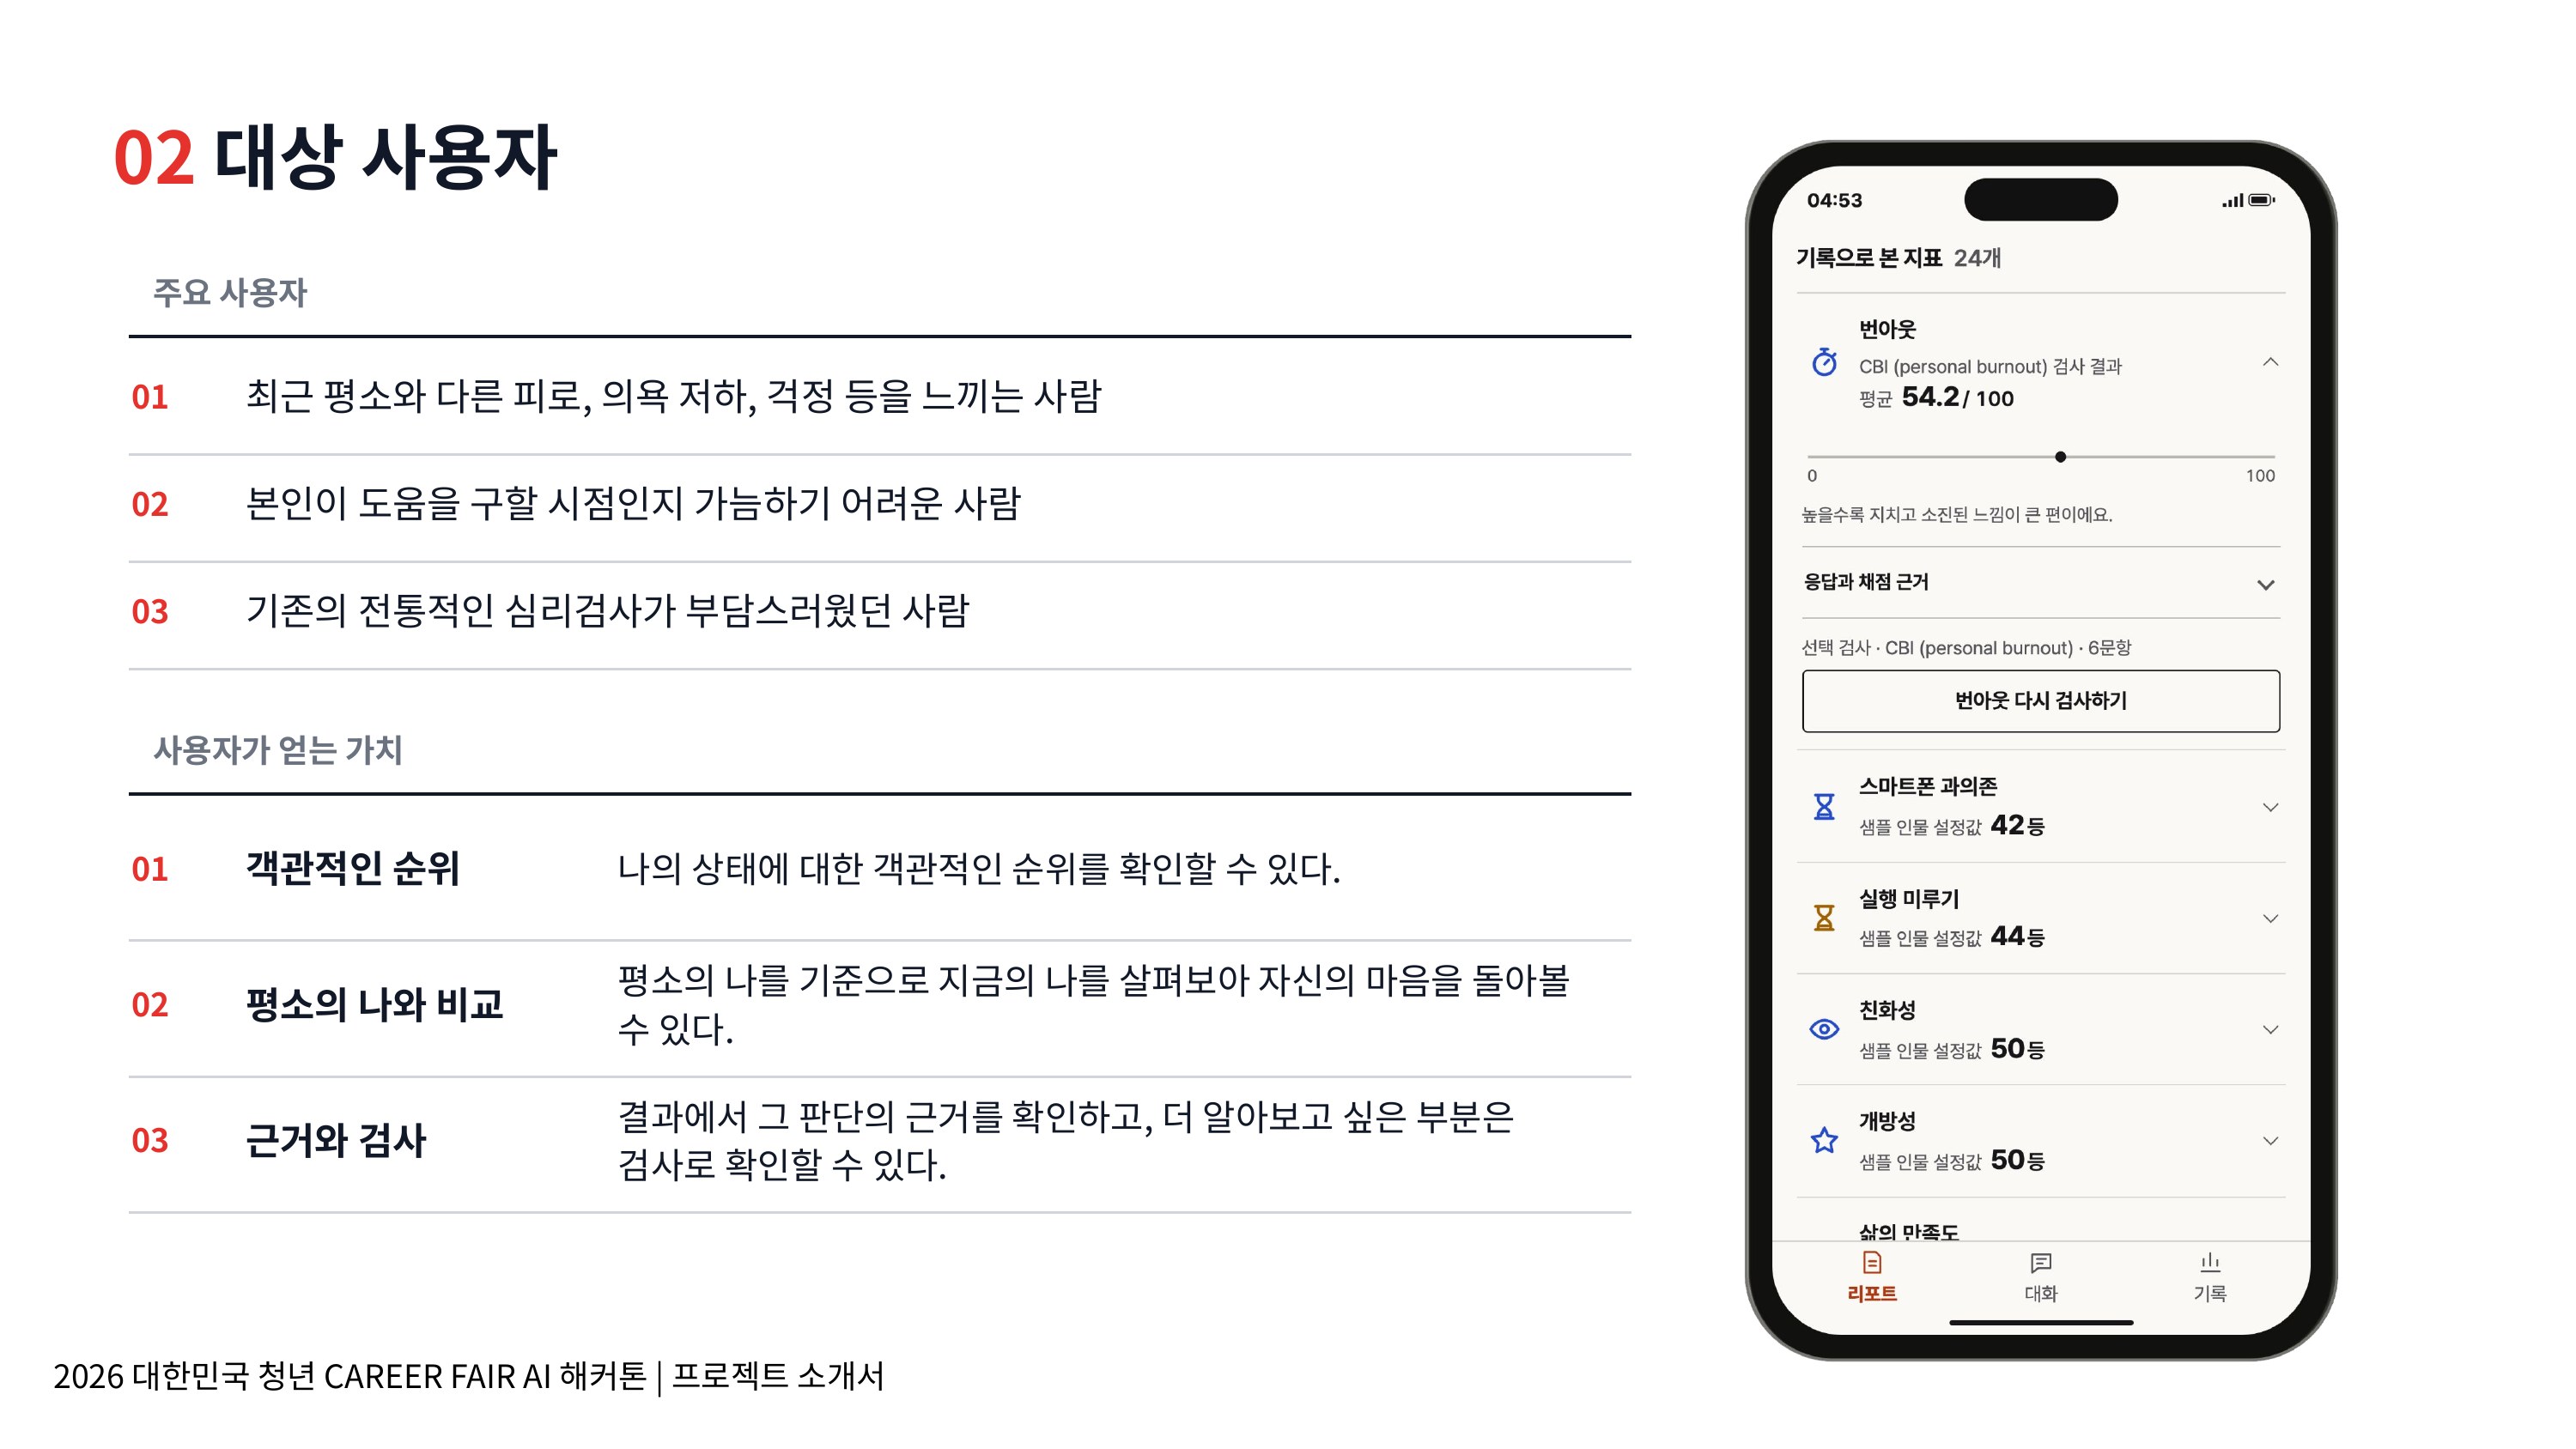 02 대상 사용자
주요 사용자
01 최근 평소와 다른 피로, 의욕 저하, 걱정 등을 느끼는 사람
02 본인이 도움을 구할 시점인지 가늠하기 어려운 사람
03 기존의 전통적인 심리검사가 부담스러웠던 사람
사용자가 얻는 가치
01 객관적인 순위 나의 상태에 대한 객관적인 순위를 확인할 수 있다.
02 평소의 나와 비교 평소의 나를 기준으로 지금의 나를 살펴보아 자신의 마음을 돌아볼
수 있다.
03 근거와 검사 결과에서 그 판단의 근거를 확인하고, 더 알아보고 싶은 부분은
검사로 확인할 수 있다.
2026 대한민국 청년 CAREER FAIR AI 해커톤 | 프로젝트 소개서
04:53
기록으로 본 지표 24개
번아웃
CBI (personal burnout) 검사 결과
평균 54.2 / 100
0 100
높을수록 지치고 소진된 느낌이 큰 편이에요.
응답과 채점 근거
선택 검사 · CBI (personal burnout) · 6문항
번아웃 다시 검사하기
스마트폰 과의존
샘플 인물 설정값 42등
실행 미루기
샘플 인물 설정값 44등
친화성
샘플 인물 설정값 50등
개방성
샘플 인물 설정값 50등
삶의 만족도
리포트 대화 기록